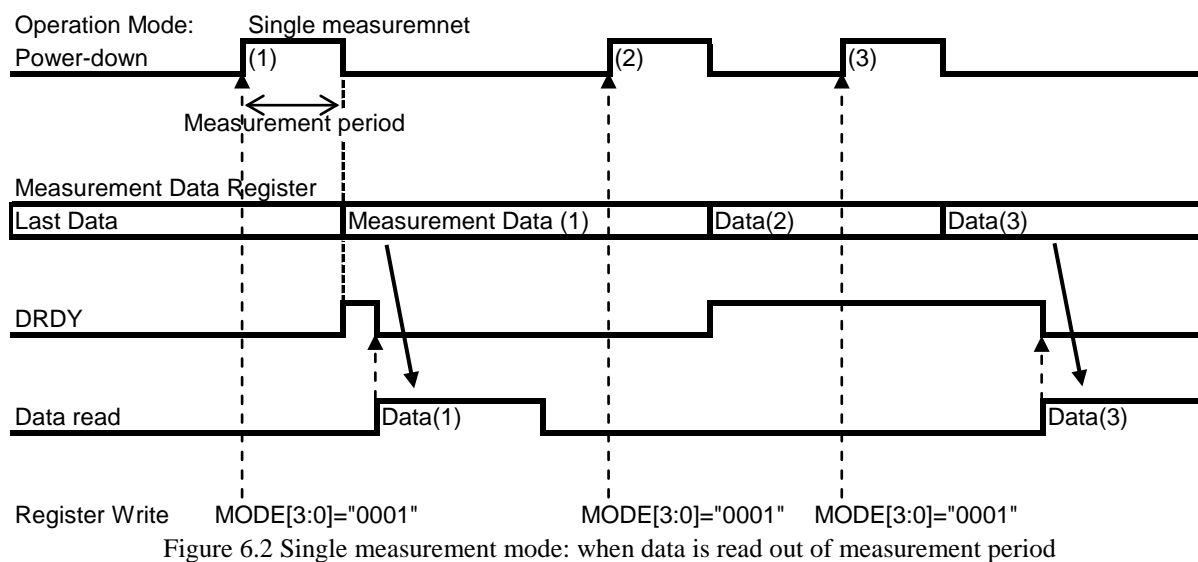 Operation Mode: Single measuremnet
Power-down (1) (2) (3)
Measurement period
Measurement Data Register
Last Data Measurement Data (1) Data(2) Data(3)
DRDY
Data read Data(1) Data(3)
Register Write MODE[3:0]="0001" MODE[3:0]="0001" MODE[3:0]="0001"
Figure 6.2 Single measurement mode: when data is read out of measurement period